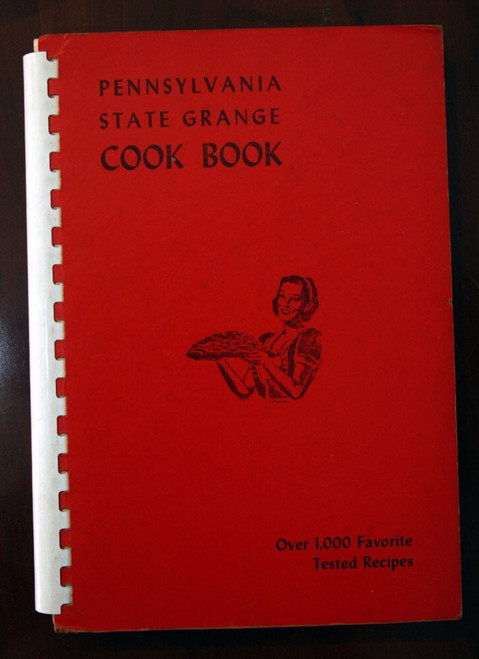 PENNSYLVANIA
STATE GRANGE
COOK BOOK
Over 1,000 Favorite
Tested Recipes